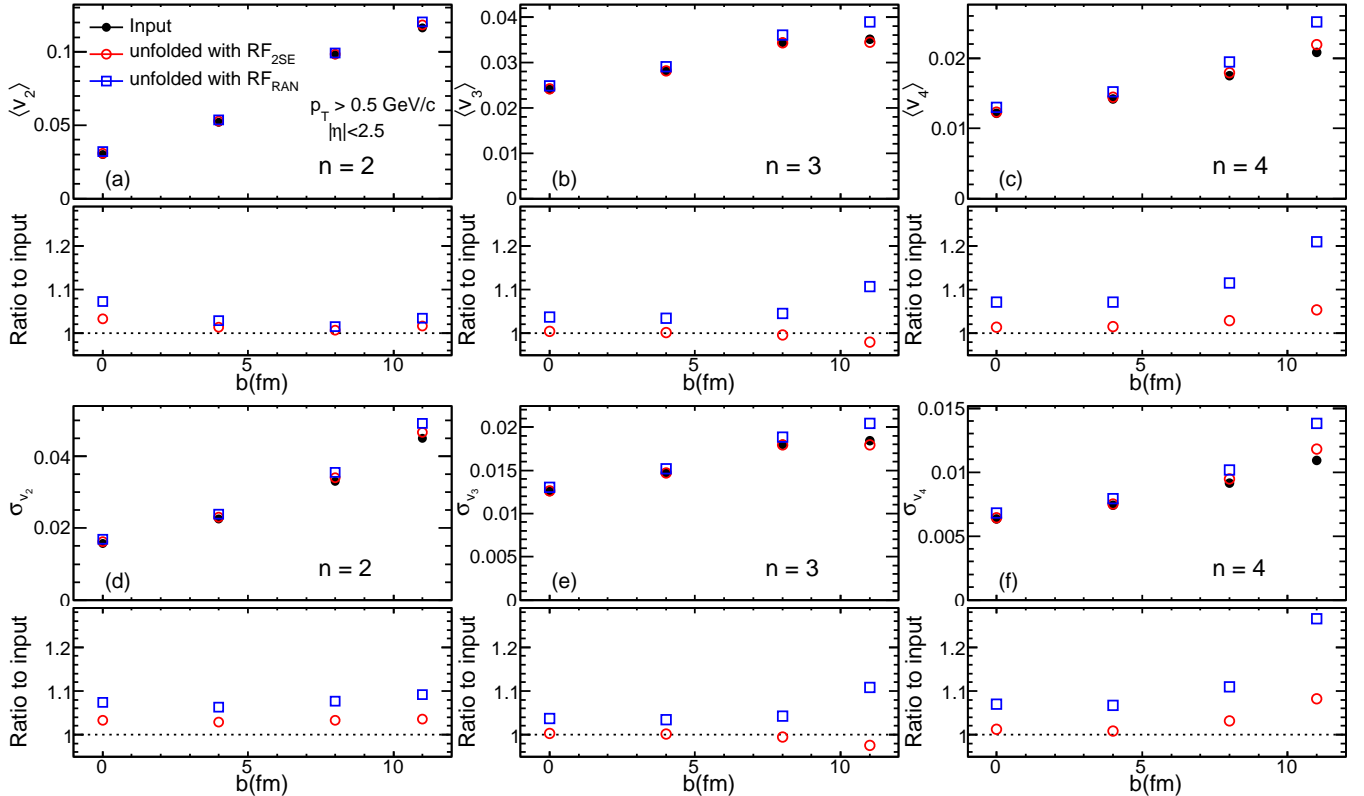 Input
unfolded with RF2SE
unfolded with RFRAN
pT > 0.5 GeV/c
|η|<2.5
⟨v2⟩
0.1
0.05
0
(a)
n = 2
⟨v3⟩
0.04
0.03
0.02
0.01
0
(b)
n = 3
⟨v4⟩
0.02
0.01
0
(c)
n = 4
Ratio to input
1.2
1.1
1
0 5 10
b(fm)
Ratio to input
1.2
1.1
1
0 5 10
b(fm)
Ratio to input
1.2
1.1
1
0 5 10
b(fm)
σv2
0.04
0.02
0
(d)
n = 2
σv3
0.02
0.015
0.01
0.005
0
(e)
n = 3
σv4
0.015
0.01
0.005
0
(f)
n = 4
Ratio to input
1.2
1.1
1
0 5 10
b(fm)
Ratio to input
1.2
1.1
1
0 5 10
b(fm)
Ratio to input
1.2
1.1
1
0 5 10
b(fm)